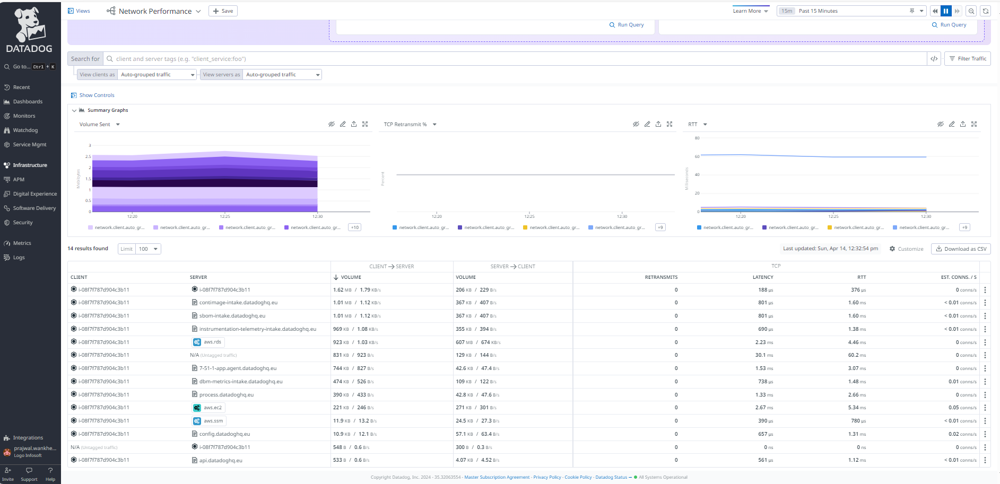 Views
Network Performance
+ Save
Learn More
15m Past 15 Minutes
DATADOG
Go to... Ctrl + K
Recent
Dashboards
Monitors
Watchdog
Service Mgmt
Infrastructure
APM
Digital Experience
Software Delivery
Security
Metrics
Logs
Integrations
prajwal.wankhe...
Logo Infosoft
Invite Support Help
Run Query Run Query
Search for client and server tags (e.g. "client_service:foo") </> Filter Traffic
View clients as Auto-grouped traffic View servers as Auto-grouped traffic
Show Controls
Summary Graphs
Volume Sent
Mebibytes
3
2.5
2
1.5
1
0.5
0
12:20 12:25 12:30
network.client.auto_gr... network.client.auto_gr... network.client.auto_gr... network.client.auto_gr... +10
TCP Retransmit %
Percent
12:20 12:25 12:30
network.client.auto_gr... network.client.auto_gr... network.client.auto_gr... network.client.auto_gr... +9
RTT
Milliseconds
80
60
40
20
0
12:20 12:25 12:30
network.client.auto_gr... network.client.auto_gr... network.client.auto_gr... network.client.auto_gr... +9
14 results found Limit 100 Last updated: Sun, Apr 14, 12:32:54 pm Customize Download as CSV
CLIENT → SERVER SERVER → CLIENT TCP
CLIENT SERVER VOLUME VOLUME RETRANSMITS LATENCY RTT EST. CONNS. / S
i-08f7f787d904c3b11 i-08f7f787d904c3b11 1.62 MB / 1.79 KB/s 206 KB / 229 B/s 0 188 µs 376 µs 0 conns/s
i-08f7f787d904c3b11 contimage-intake.datadoghq.eu 1.01 MB / 1.12 KB/s 367 KB / 407 B/s 0 801 µs 1.60 ms < 0.01 conns/s
i-08f7f787d904c3b11 sbom-intake.datadoghq.eu 1.01 MB / 1.12 KB/s 367 KB / 407 B/s 0 801 µs 1.60 ms < 0.01 conns/s
i-08f7f787d904c3b11 instrumentation-telemetry-intake.datadoghq.eu 969 KB / 1.08 KB/s 355 KB / 394 B/s 0 690 µs 1.38 ms < 0.01 conns/s
i-08f7f787d904c3b11 aws.rds 923 KB / 1.03 KB/s 607 MB / 674 KB/s 0 2.23 ms 4.46 ms 0 conns/s
i-08f7f787d904c3b11 N/A (Untagged traffic) 831 KB / 923 B/s 129 KB / 144 B/s 0 30.1 ms 60.2 ms 0 conns/s
i-08f7f787d904c3b11 7-51-1-app.agent.datadoghq.eu 744 KB / 827 B/s 42.6 KB / 47.4 B/s 0 1.53 ms 3.07 ms 0 conns/s
i-08f7f787d904c3b11 dbm-metrics-intake.datadoghq.eu 474 KB / 526 B/s 109 KB / 122 B/s 0 738 µs 1.48 ms 0.01 conns/s
i-08f7f787d904c3b11 process.datadoghq.eu 390 KB / 433 B/s 42.8 KB / 47.6 B/s 0 1.33 ms 2.66 ms 0 conns/s
i-08f7f787d904c3b11 aws.ec2 221 KB / 246 B/s 271 KB / 301 B/s 0 2.67 ms 5.34 ms 0.05 conns/s
i-08f7f787d904c3b11 aws.ssm 11.9 KB / 13.2 B/s 24.5 KB / 27.3 B/s 0 390 µs 780 µs < 0.01 conns/s
i-08f7f787d904c3b11 config.datadoghq.eu 10.9 KB / 12.1 B/s 57.1 KB / 63.4 B/s 0 657 µs 1.31 ms 0.02 conns/s
N/A (Untagged traffic) i-08f7f787d904c3b11 548 B / 0.6 B/s 300 B / 0.3 B/s 0 0 ns 0 ns 0 conns/s
i-08f7f787d904c3b11 api.datadoghq.eu 533 B / 0.6 B/s 4.07 KB / 4.52 B/s 0 561 µs 1.12 ms < 0.01 conns/s
Copyright Datadog, Inc. 2024 - 35.32063554 - Master Subscription Agreement - Privacy Policy - Cookie Policy - Datadog Status → All Systems Operational